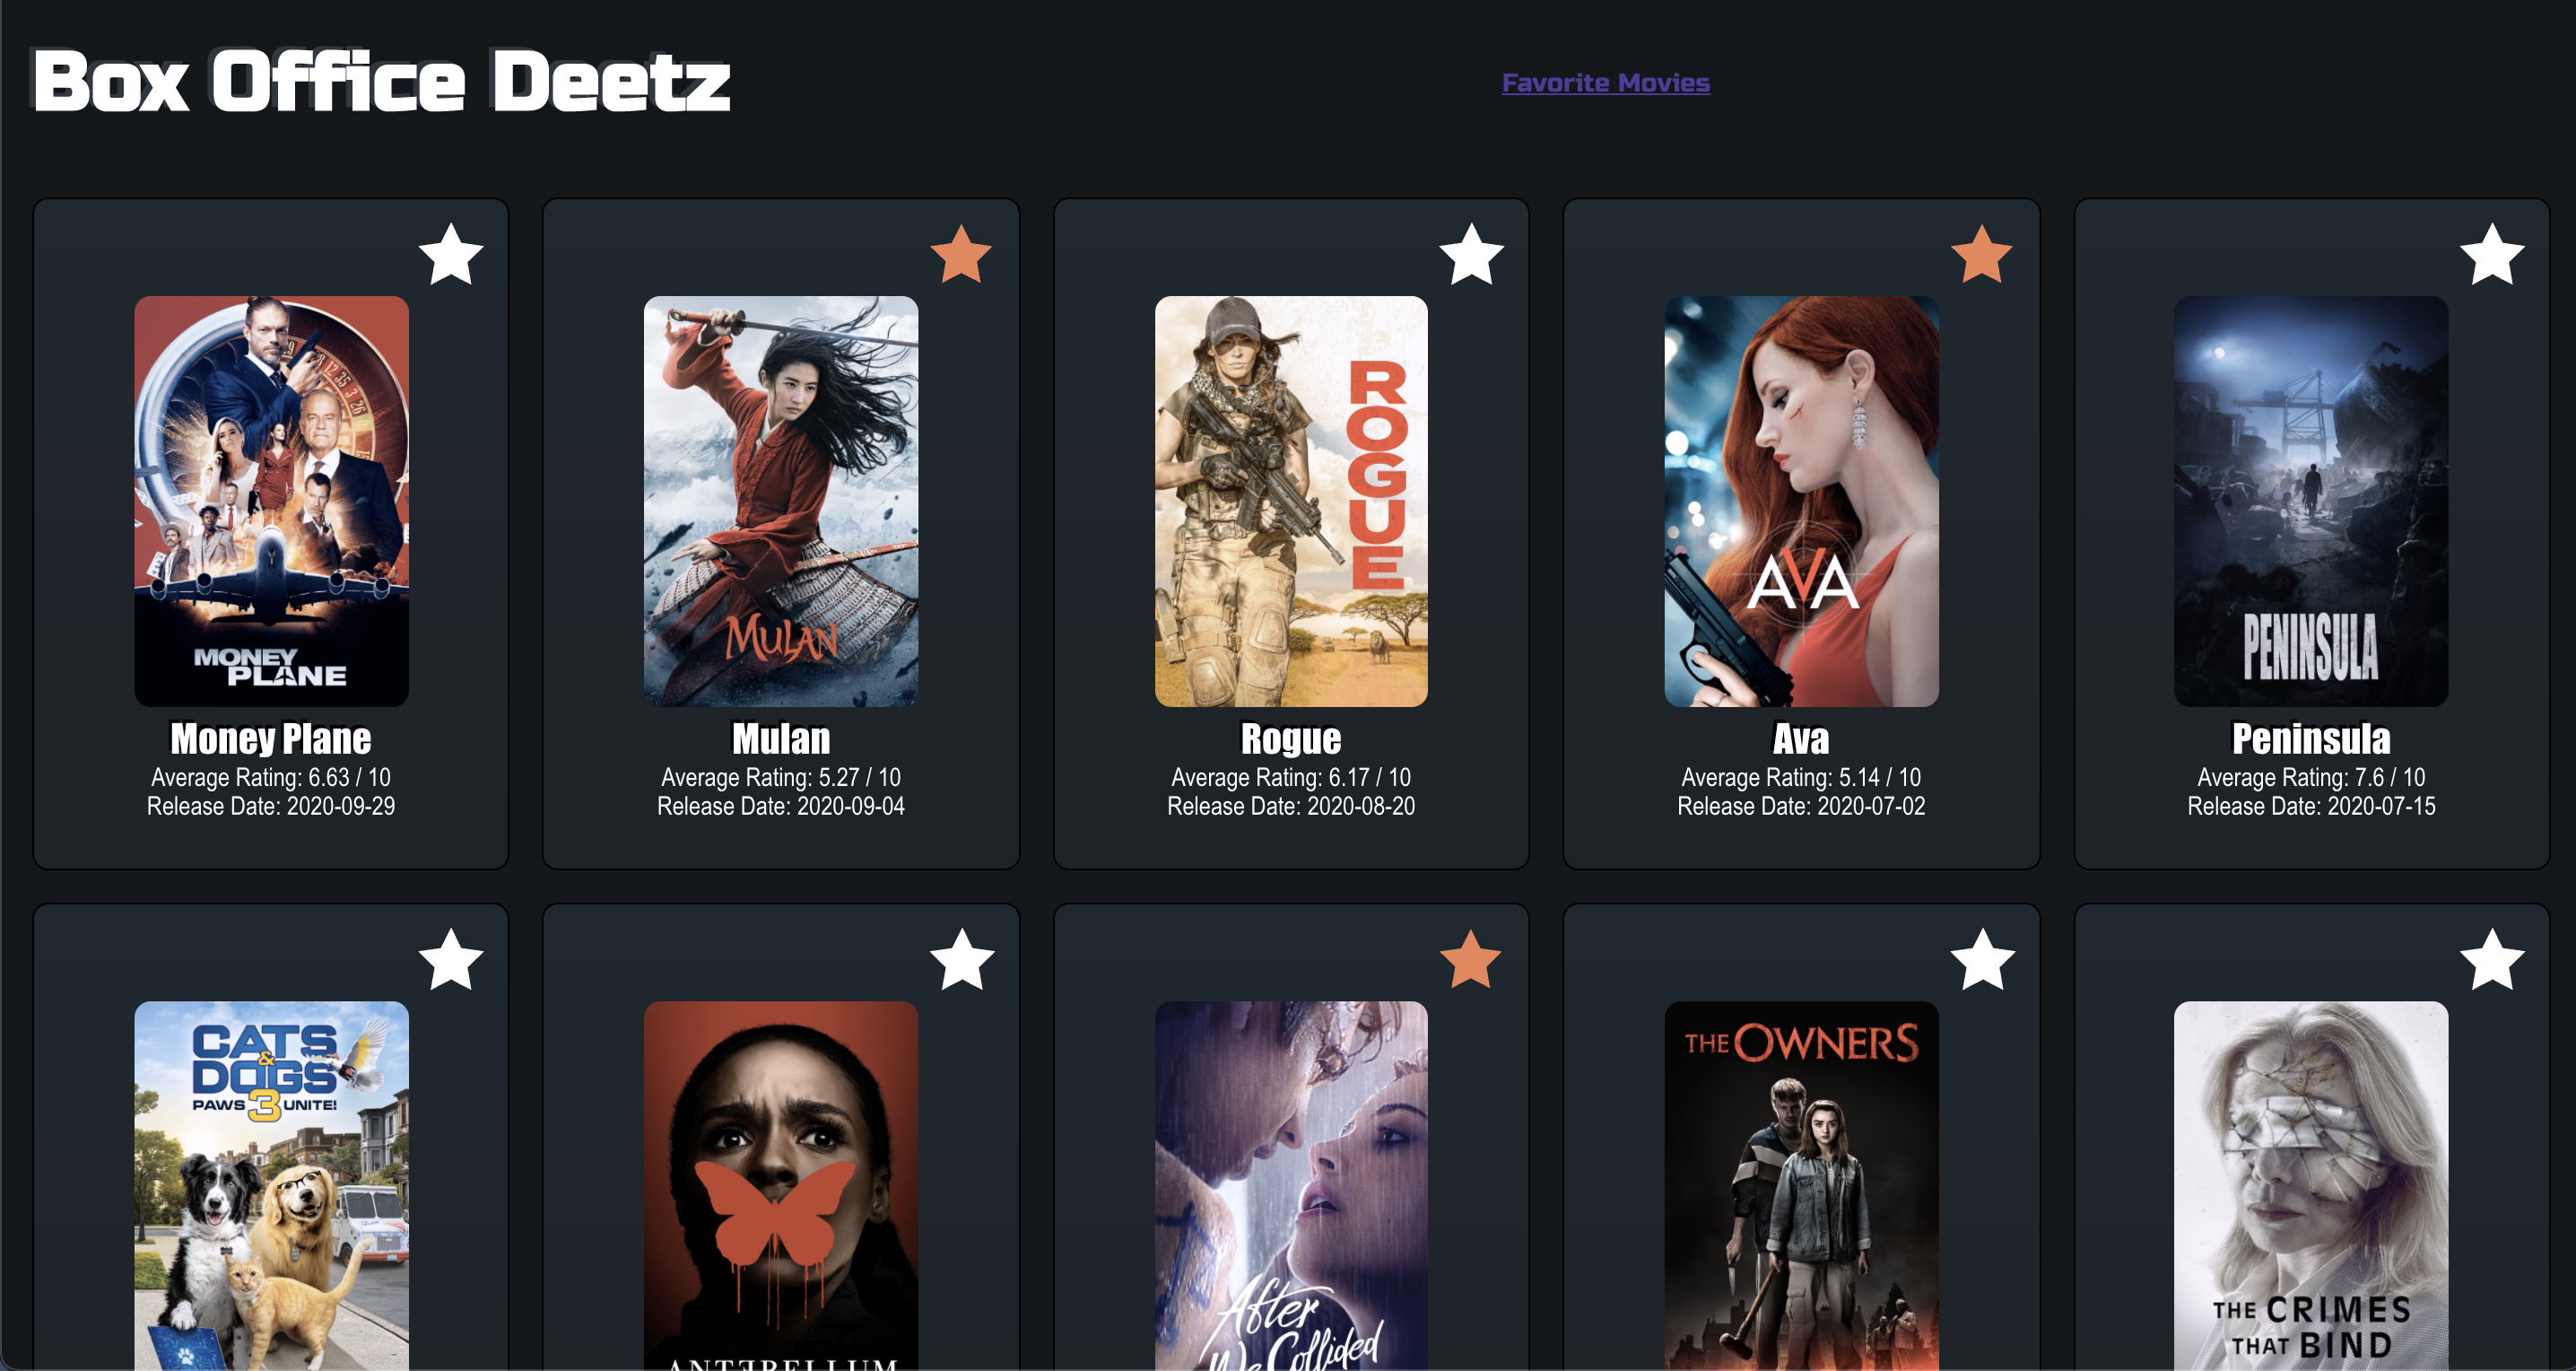 Box Office Deetz
Favorite Movies
MONEY
PLANE
Money Plane
Average Rating: 6.63 / 10
Release Date: 2020-09-29
MULAN
Mulan
Average Rating: 5.27 / 10
Release Date: 2020-09-04
ROGUE
Rogue
Average Rating: 6.17 / 10
Release Date: 2020-08-20
AVA
Ava
Average Rating: 5.14 / 10
Release Date: 2020-07-02
PENINSULA
Peninsula
Average Rating: 7.6 / 10
Release Date: 2020-07-15
CATS
&
DOGS
PAWS 3 UNITE!
ANTƎBELLUM
After
We Collided
THE OWNERS
THE CRIMES
THAT BIND